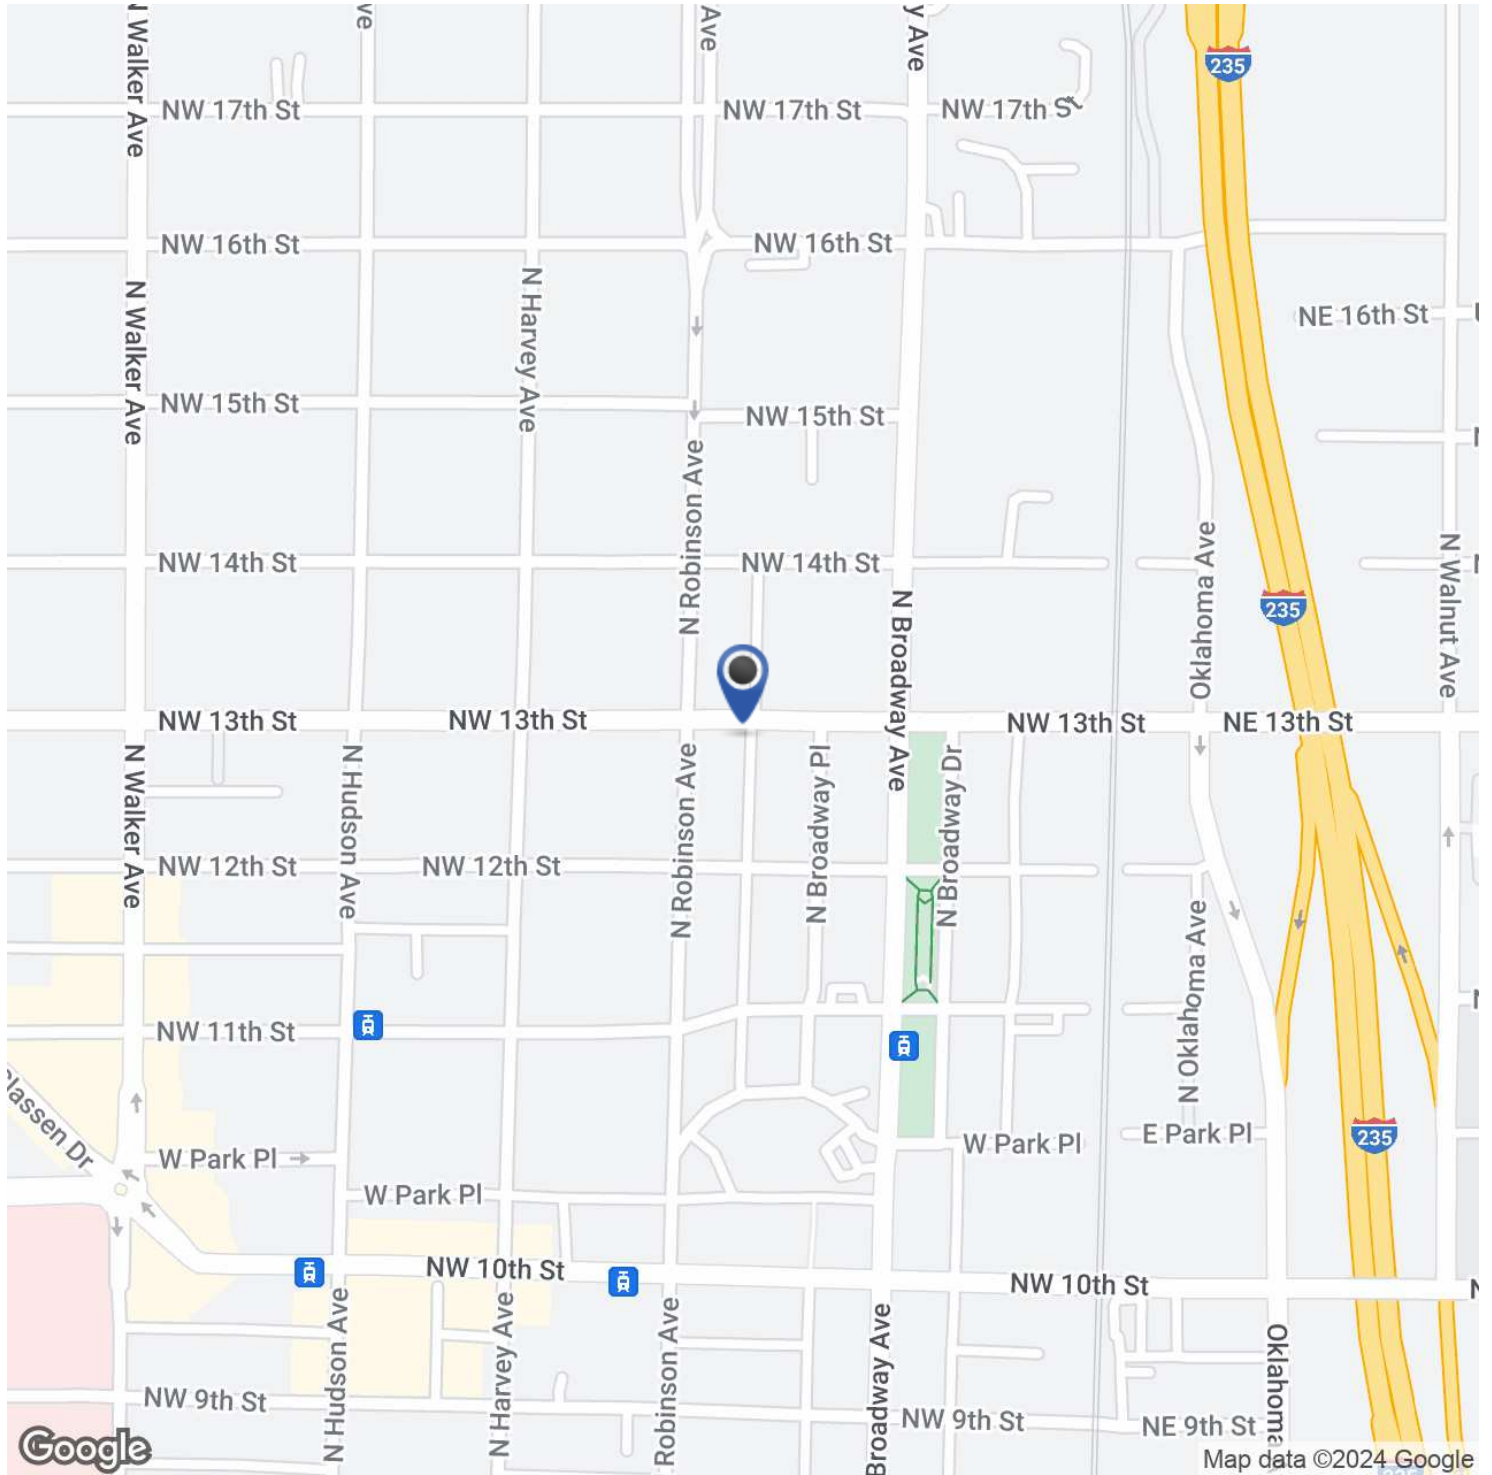 N Walker Ave
ve
Ave
y Ave
235
NW 17th St
NW 17th St
NW 17th St
NW 16th St
NW 16th St
N Walker Ave
N Harvey Ave
NE 16th St
NW 15th St
NW 15th St
N Robinson Ave
NW 14th St
NW 14th St
Oklahoma Ave
N Walnut Ave
N Broadway Ave
235
NW 13th St
NW 13th St
NW 13th St
NE 13th St
N Walker Ave
N Hudson Ave
N Robinson Ave
N Broadway Pl
N Broadway Dr
NW 12th St
NW 12th St
N Oklahoma Ave
NW 11th St
lassen Dr
W Park Pl
W Park Pl
W Park Pl
E Park Pl
235
NW 10th St
NW 10th St
N
N Hudson Ave
N Harvey Ave
Robinson Ave
Broadway Ave
Oklahoma
NW 9th St
NW 9th St
NE 9th St
Google
Map data ©2024 Google